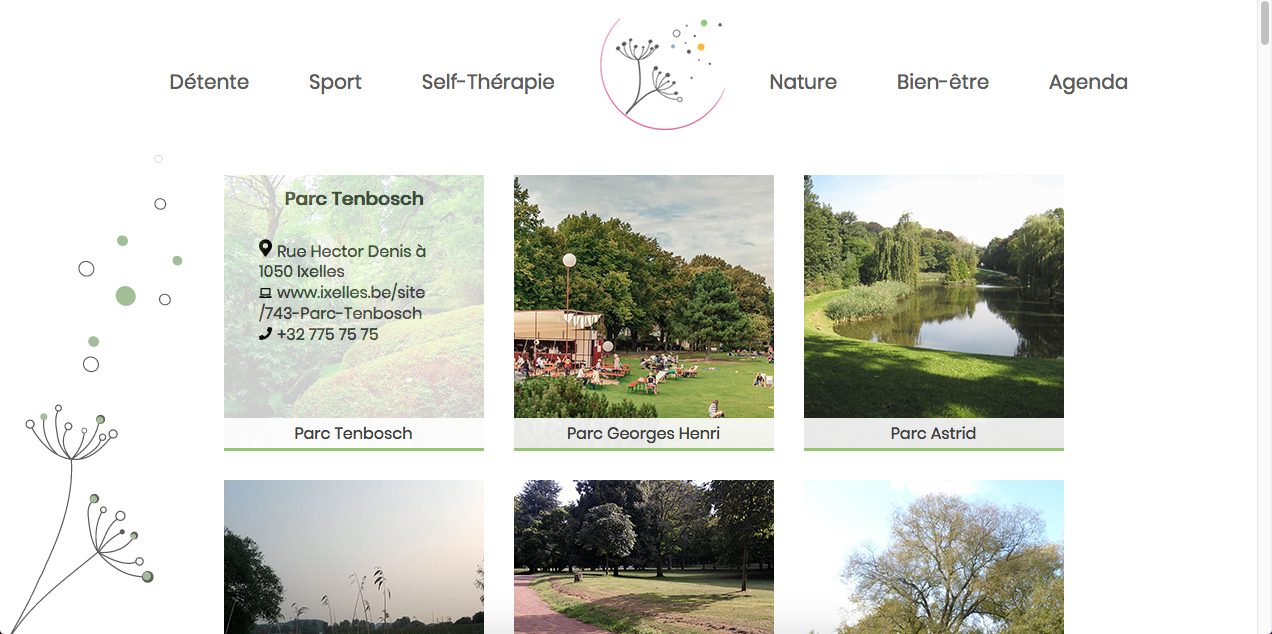 Détente Sport Self-Thérapie Nature Bien-être Agenda
Parc Tenbosch
Rue Hector Denis à
1050 Ixelles
www.ixelles.be/site
/743-Parc-Tenbosch
+32 775 75 75
Parc Tenbosch
Parc Georges Henri
Parc Astrid